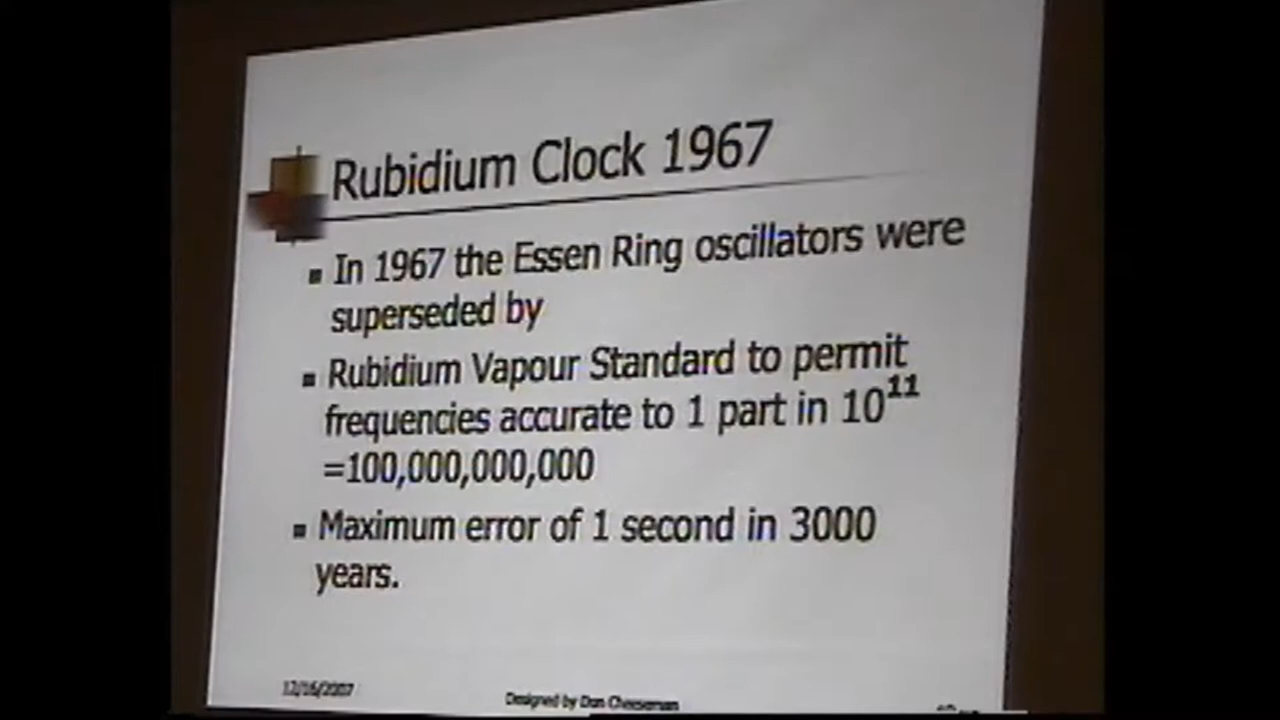 Rubidium Clock 1967
In 1967 the Essen Ring oscillators were
superseded by
Rubidium Vapour Standard to permit
frequencies accurate to 1 part in 10¹¹
=100,000,000,000
Maximum error of 1 second in 3000
years.
12/16/2007
Designed by Don Cheeseman